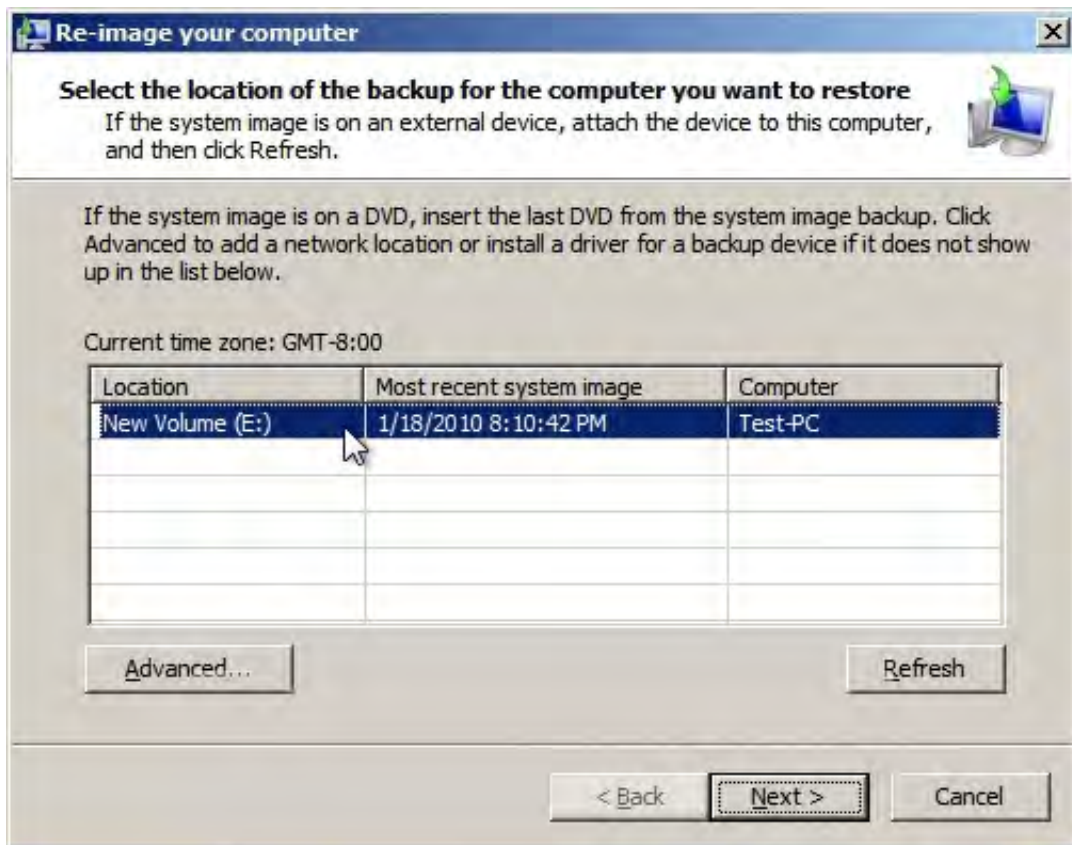 Re-image your computer
Select the location of the backup for the computer you want to restore
If the system image is on an external device, attach the device to this computer,
and then click Refresh.
If the system image is on a DVD, insert the last DVD from the system image backup. Click
Advanced to add a network location or install a driver for a backup device if it does not show
up in the list below.
Current time zone: GMT-8:00
Location Most recent system image Computer
New Volume (E:) 1/18/2010 8:10:42 PM Test-PC
Advanced... Refresh
< Back Next > Cancel